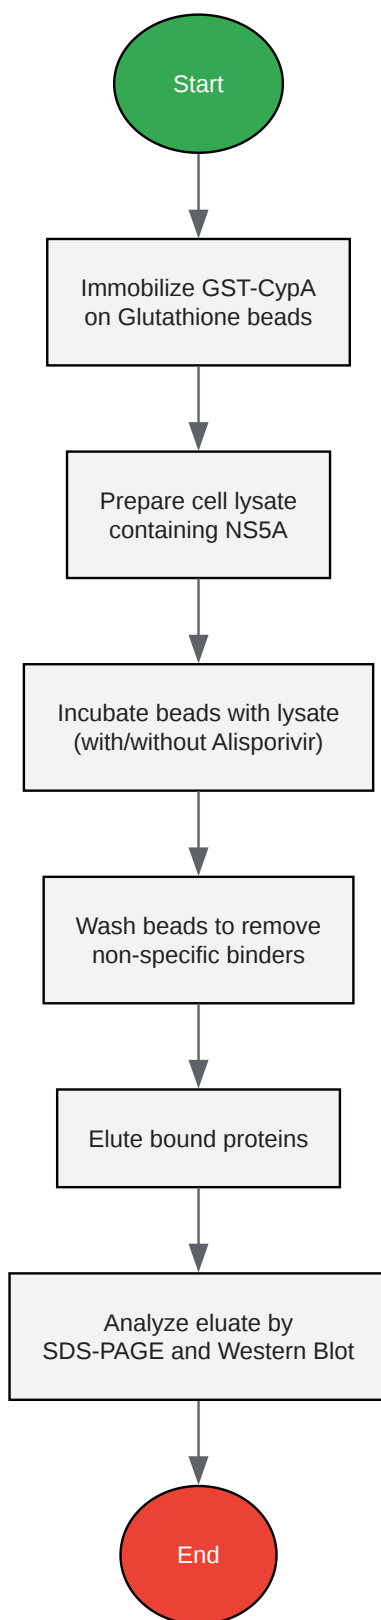 Start
Immobilize GST-CypA
on Glutathione beads
Prepare cell lysate
containing NS5A
Incubate beads with lysate
(with/without Alisporivir)
Wash beads to remove
non-specific binders
Elute bound proteins
Analyze eluate by
SDS-PAGE and Western Blot
End